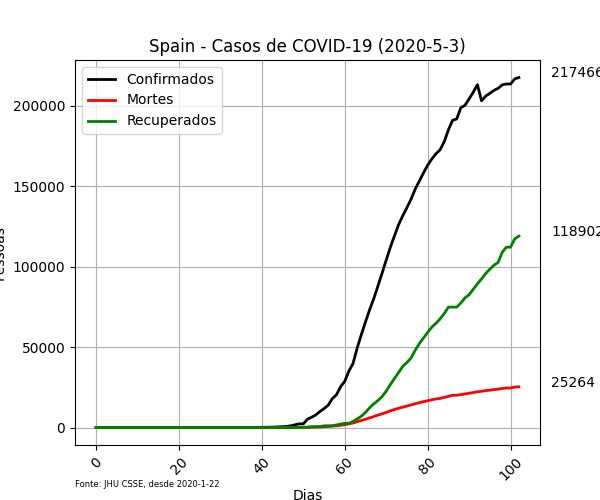 Spain - Casos de COVID-19 (2020-5-3)
Confirmados
Mortes
Recuperados
217466
200000
150000
118902
100000
50000
25264
0
Pessoas
0 20 40 60 80 100
Fonte: JHU CSSE, desde 2020-1-22
Dias